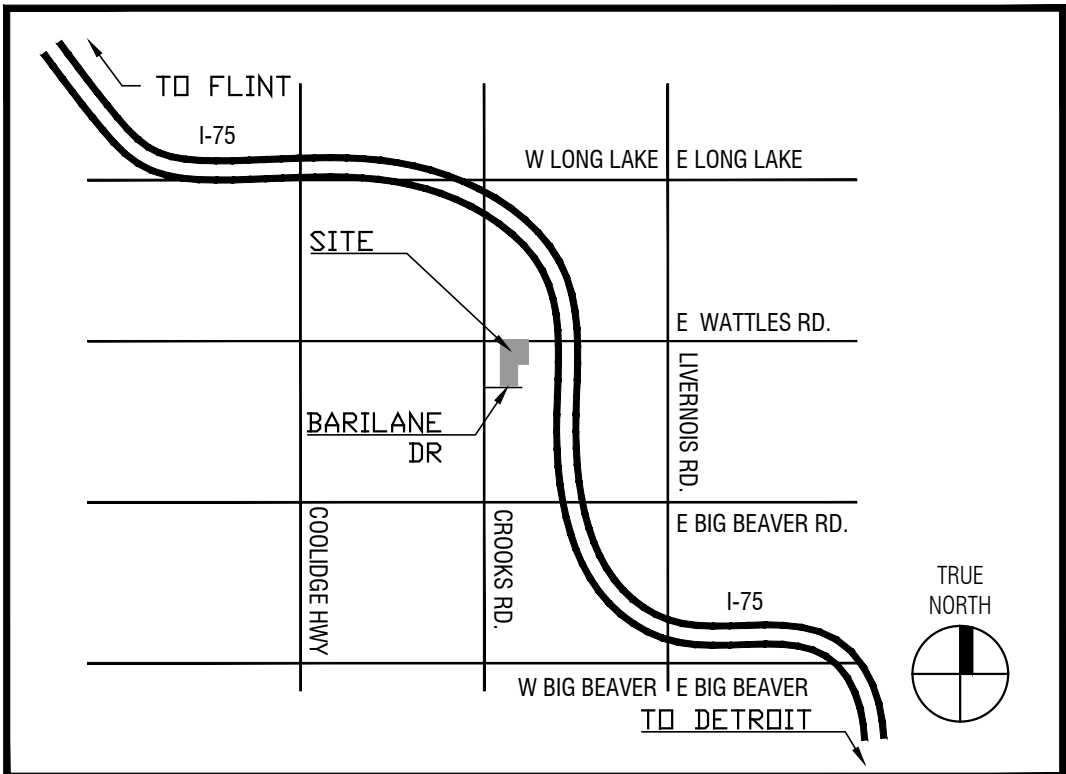 TO FLINT
I-75
W LONG LAKE
E LONG LAKE
SITE
E WATTLES RD.
LIVERNOIS RD.
BARILANE
DR
COOLIDGE HWY
CROOKS RD.
E BIG BEAVER RD.
TRUE
NORTH
I-75
W BIG BEAVER
E BIG BEAVER
TO DETROIT